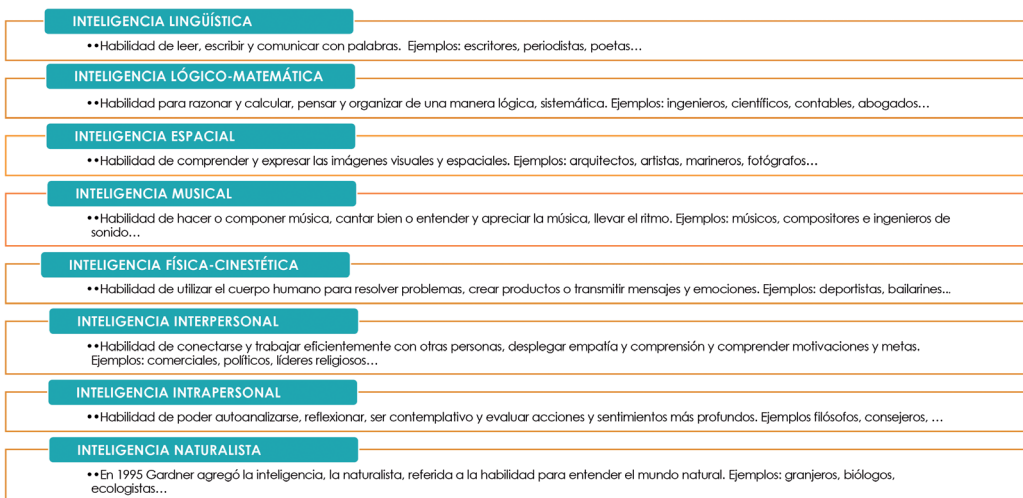 INTELIGENCIA LINGÜÍSTICA
••Habilidad de leer, escribir y comunicar con palabras. Ejemplos: escritores, periodistas, poetas...
INTELIGENCIA LÓGICO-MATEMÁTICA
••Habilidad para razonar y calcular, pensar y organizar de una manera lógica, sistemática. Ejemplos: ingenieros, científicos, contables, abogados...
INTELIGENCIA ESPACIAL
••Habilidad de comprender y expresar las imágenes visuales y espaciales. Ejemplos: arquitectos, artistas, marineros, fotógrafos...
INTELIGENCIA MUSICAL
••Habilidad de hacer o componer música, cantar bien o entender y apreciar la música, llevar el ritmo. Ejemplos: músicos, compositores e ingenieros de
sonido...
INTELIGENCIA FÍSICA-CINESTÉTICA
••Habilidad de utilizar el cuerpo humano para resolver problemas, crear productos o transmitir mensajes y emociones. Ejemplos: deportistas, bailarines...
INTELIGENCIA INTERPERSONAL
••Habilidad de conectarse y trabajar eficientemente con otras personas, desplegar empatía y comprensión y comprender motivaciones y metas.
Ejemplos: comerciales, políticos, líderes religiosos...
INTELIGENCIA INTRAPERSONAL
••Habilidad de poder autoanalizarse, reflexionar, ser contemplativo y evaluar acciones y sentimientos más profundos. Ejemplos filósofos, consejeros, ...
INTELIGENCIA NATURALISTA
••En 1995 Gardner agregó la inteligencia, la naturalista, referida a la habilidad para entender el mundo natural. Ejemplos: granjeros, biólogos,
ecologistas...